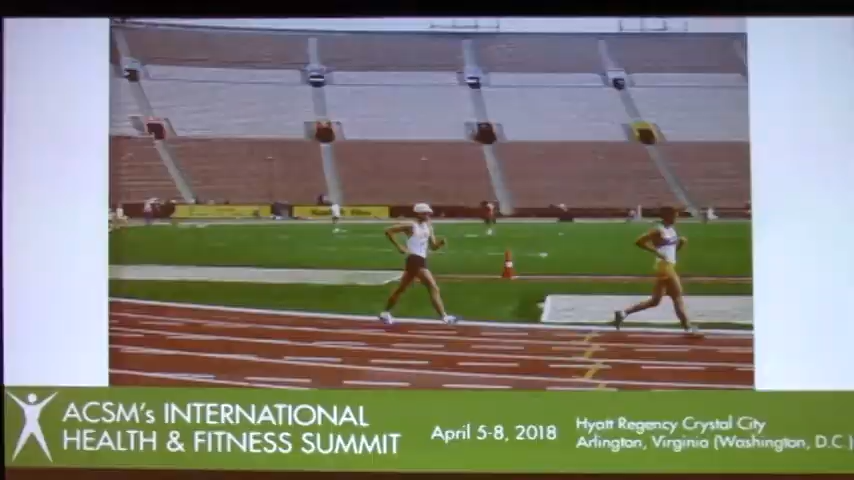 ACSM's INTERNATIONAL
HEALTH & FITNESS SUMMIT
April 5-8, 2018
Hyatt Regency Crystal City
Arlington, Virginia (Washington, D.C.)